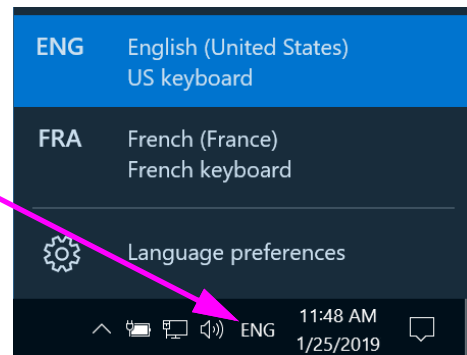 ENG English (United States)
US keyboard
FRA French (France)
French keyboard
Language preferences
ENG 11:48 AM
1/25/2019